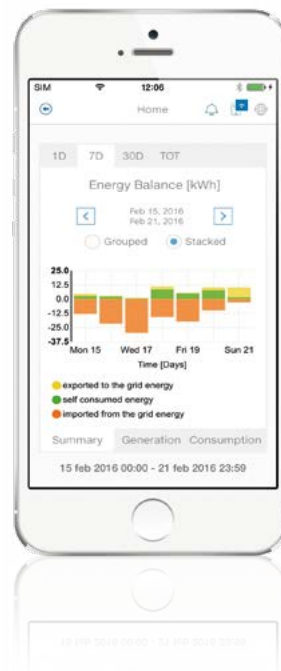 SIM 12:06
Home
1D 7D 30D TOT
Energy Balance [kWh]
Feb 15, 2016
Feb 21, 2016
Grouped Stacked
25.0
12.5
0.0
-12.5
-25.0
-37.5
Mon 15 Wed 17 Fri 19 Sun 21
Time [Days]
exported to the grid energy
self consumed energy
imported from the grid energy
Summary Generation Consumption
15 feb 2016 00:00 - 21 feb 2016 23:59